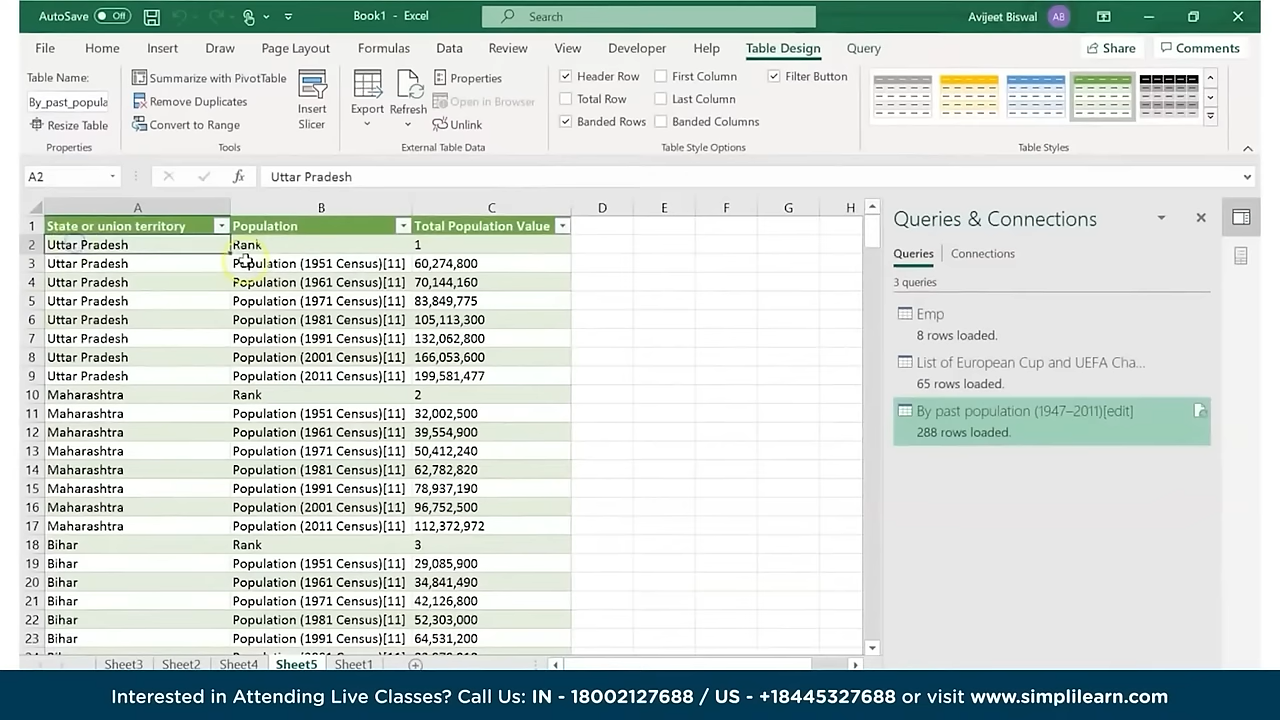 AutoSave Off Book1 - Excel Search Avijeet Biswal AB
File Home Insert Draw Page Layout Formulas Data Review View Developer Help Table Design Query Share Comments
Table Name:
By_past_popula
Resize Table
Properties
Summarize with PivotTable
Remove Duplicates
Convert to Range
Tools
Insert
Slicer
Export Refresh
Properties
Open in Browser
Unlink
External Table Data
Header Row First Column Filter Button
Total Row Last Column
Banded Rows Banded Columns
Table Style Options
Table Styles
A2 fx Uttar Pradesh
A B C D E F G H
1 State or union territory Population Total Population Value
2 Uttar Pradesh Rank 1
3 Uttar Pradesh Population (1951 Census)[11] 60,274,800
4 Uttar Pradesh Population (1961 Census)[11] 70,144,160
5 Uttar Pradesh Population (1971 Census)[11] 83,849,775
6 Uttar Pradesh Population (1981 Census)[11] 105,113,300
7 Uttar Pradesh Population (1991 Census)[11] 132,062,800
8 Uttar Pradesh Population (2001 Census)[11] 166,053,600
9 Uttar Pradesh Population (2011 Census)[11] 199,581,477
10 Maharashtra Rank 2
11 Maharashtra Population (1951 Census)[11] 32,002,500
12 Maharashtra Population (1961 Census)[11] 39,554,900
13 Maharashtra Population (1971 Census)[11] 50,412,240
14 Maharashtra Population (1981 Census)[11] 62,782,820
15 Maharashtra Population (1991 Census)[11] 78,937,190
16 Maharashtra Population (2001 Census)[11] 96,752,500
17 Maharashtra Population (2011 Census)[11] 112,372,972
18 Bihar Rank 3
19 Bihar Population (1951 Census)[11] 29,085,900
20 Bihar Population (1961 Census)[11] 34,841,490
21 Bihar Population (1971 Census)[11] 42,126,800
22 Bihar Population (1981 Census)[11] 52,303,000
23 Bihar Population (1991 Census)[11] 64,531,200
Sheet3 Sheet2 Sheet4 Sheet5 Sheet1
Queries & Connections
Queries Connections
3 queries
Emp
8 rows loaded.
List of European Cup and UEFA Cha...
65 rows loaded.
By past population (1947–2011)[edit]
288 rows loaded.
Interested in Attending Live Classes? Call Us: IN - 18002127688 / US - +18445327688 or visit www.simplilearn.com